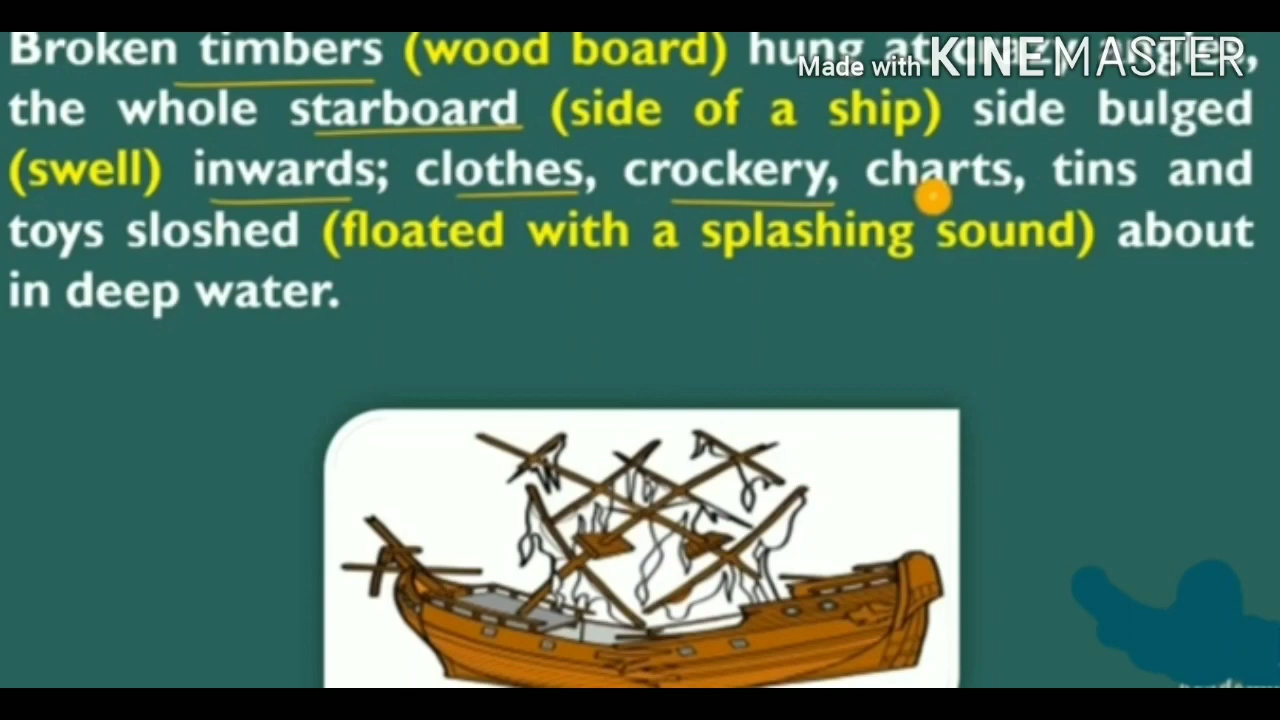 Broken timbers (wood board) hung at
Made with KINEMASTER
the whole starboard (side of a ship) side bulged
(swell) inwards; clothes, crockery, charts, tins and
toys sloshed (floated with a splashing sound) about
in deep water.